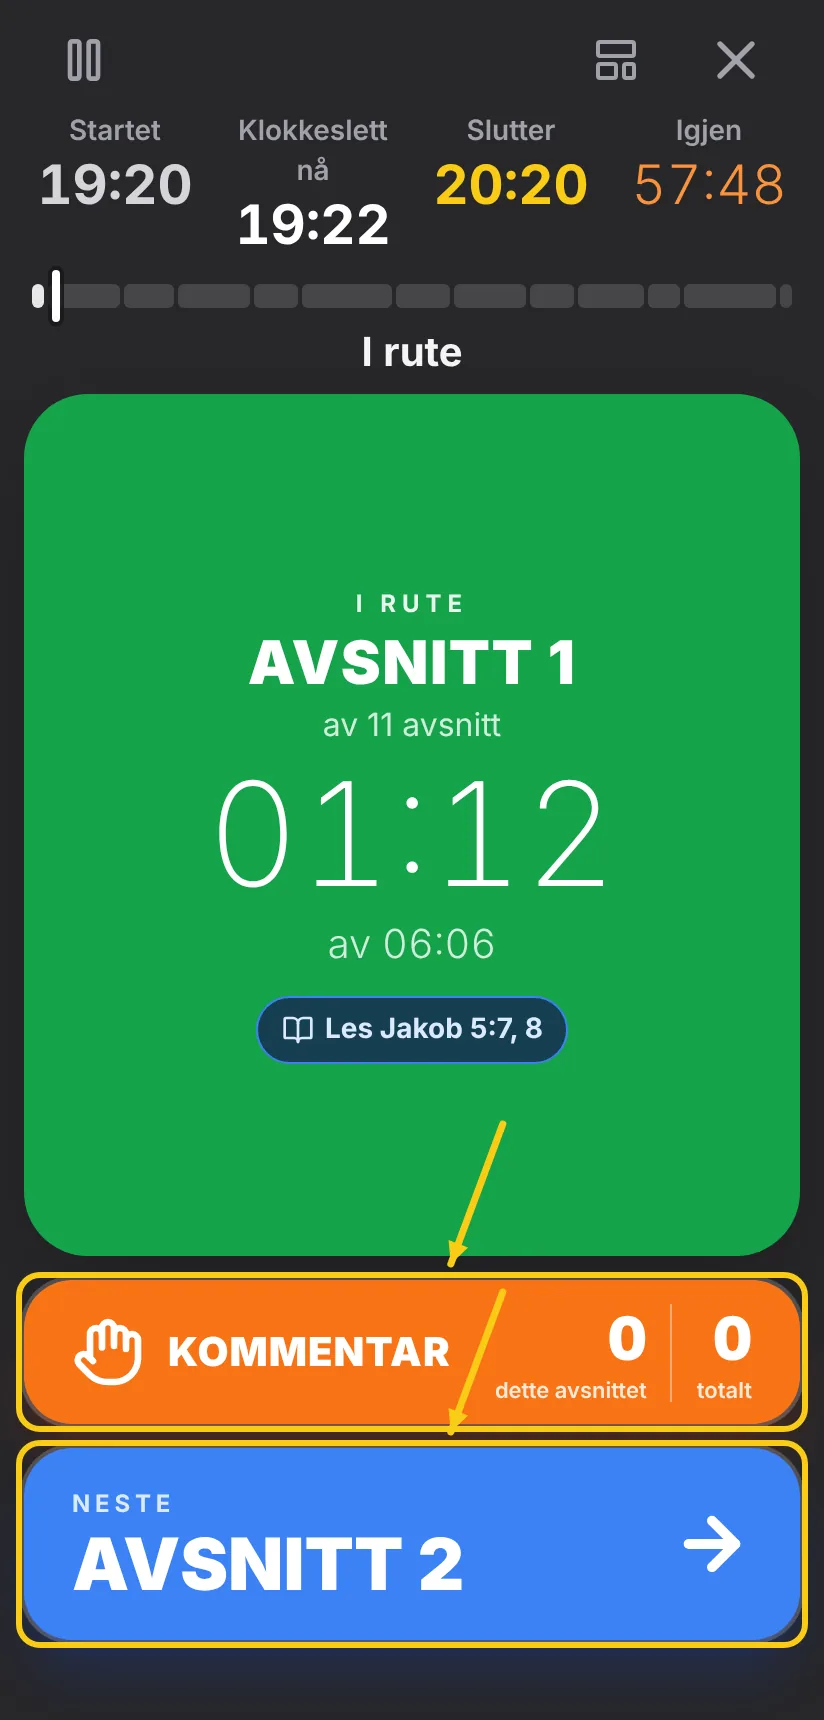 Startet
19:20
Klokkeslett
nå
19:22
Slutter
20:20
Igjen
57:48
I rute
I RUTE
AVSNITT 1
av 11 avsnitt
01:12
av 06:06
Les Jakob 5:7, 8
KOMMENTAR
0
dette avsnittet
0
totalt
NESTE
AVSNITT 2